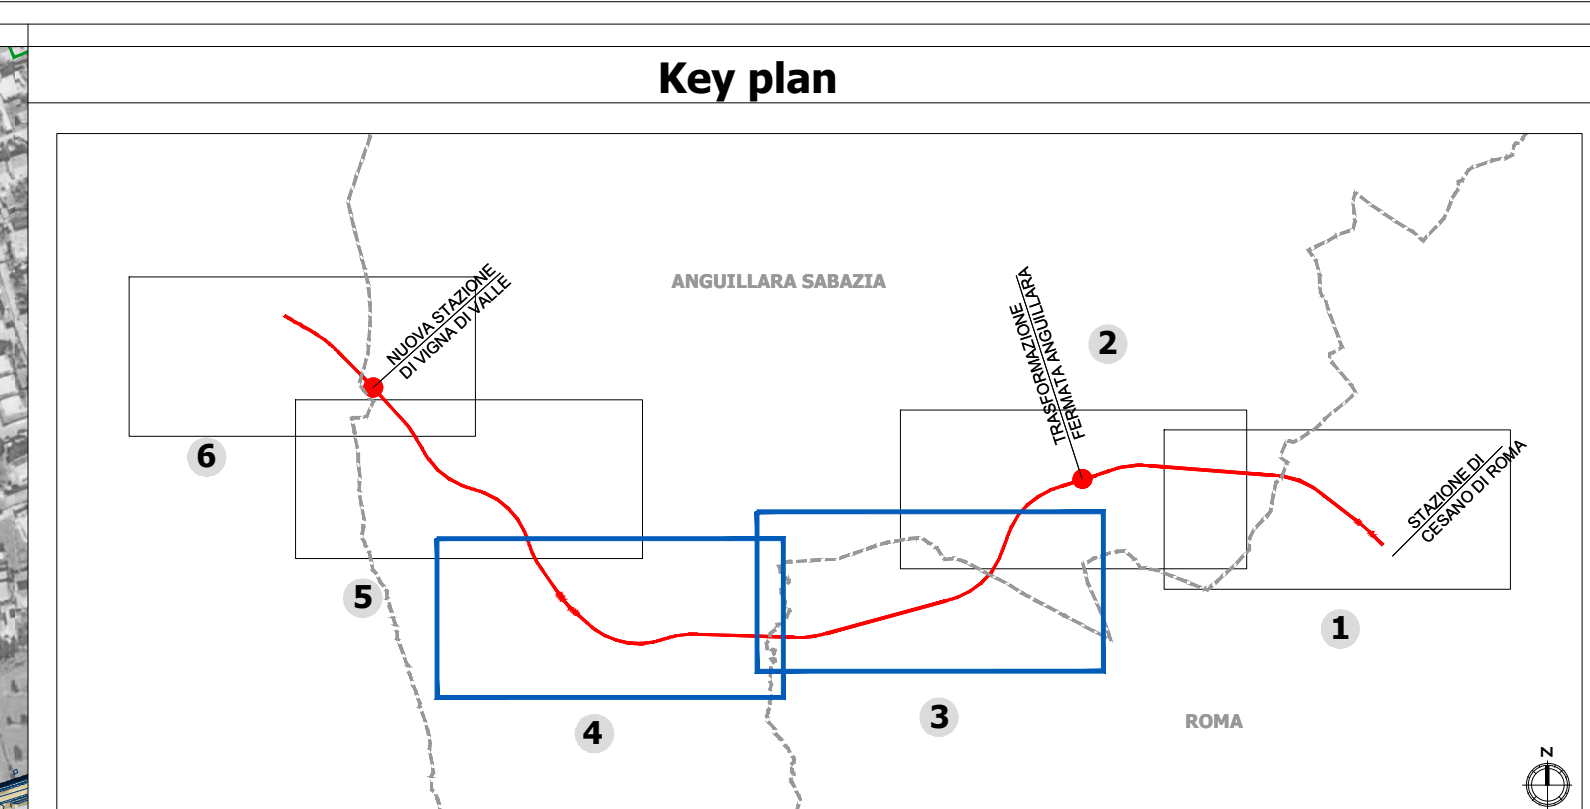 Key plan
ANGUILLARA SABAZIA
NUOVA STAZIONE
DI VIGNA DI VALLE
TRASFORMAZIONE
FERMATA ANGUILLARA
2
6
STAZIONE DI
CESANO DI ROMA
5
1
4
3
ROMA
N